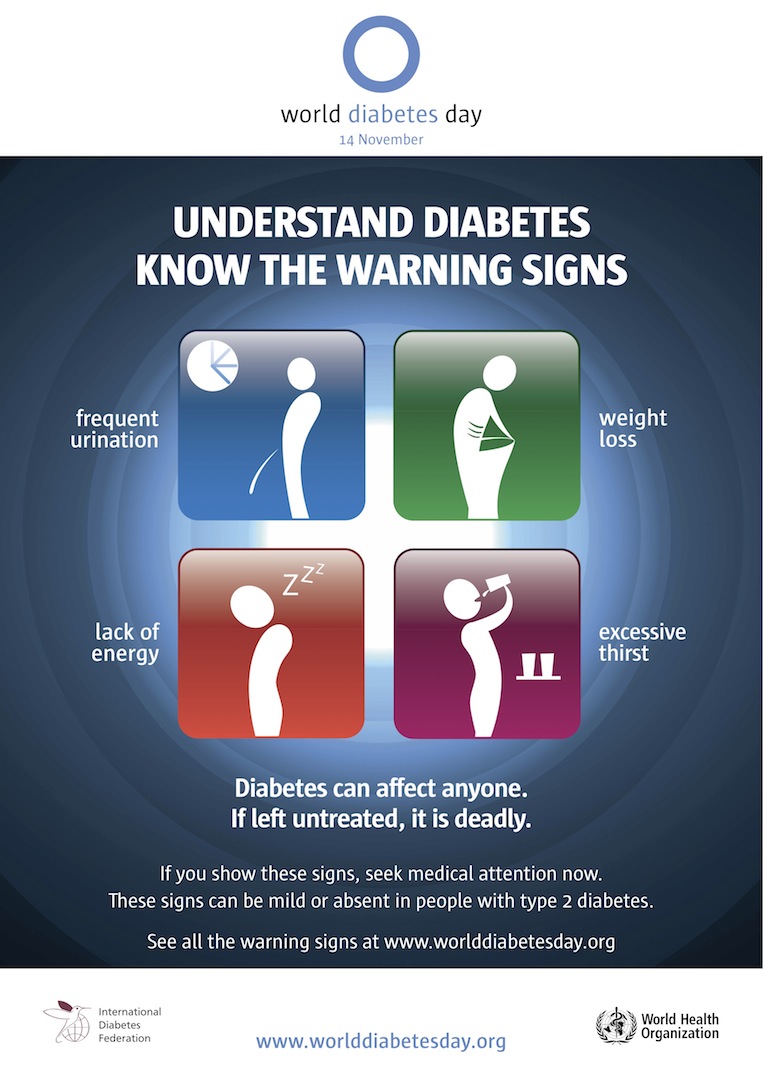 world diabetes day
14 November
UNDERSTAND DIABETES
KNOW THE WARNING SIGNS
frequent
urination
weight
loss
zzz
lack of
energy
excessive
thirst
Diabetes can affect anyone.
If left untreated, it is deadly.
If you show these signs, seek medical attention now.
These signs can be mild or absent in people with type 2 diabetes.
See all the warning signs at www.worlddiabetesday.org
International
Diabetes
Federation
www.worlddiabetesday.org
World Health
Organization